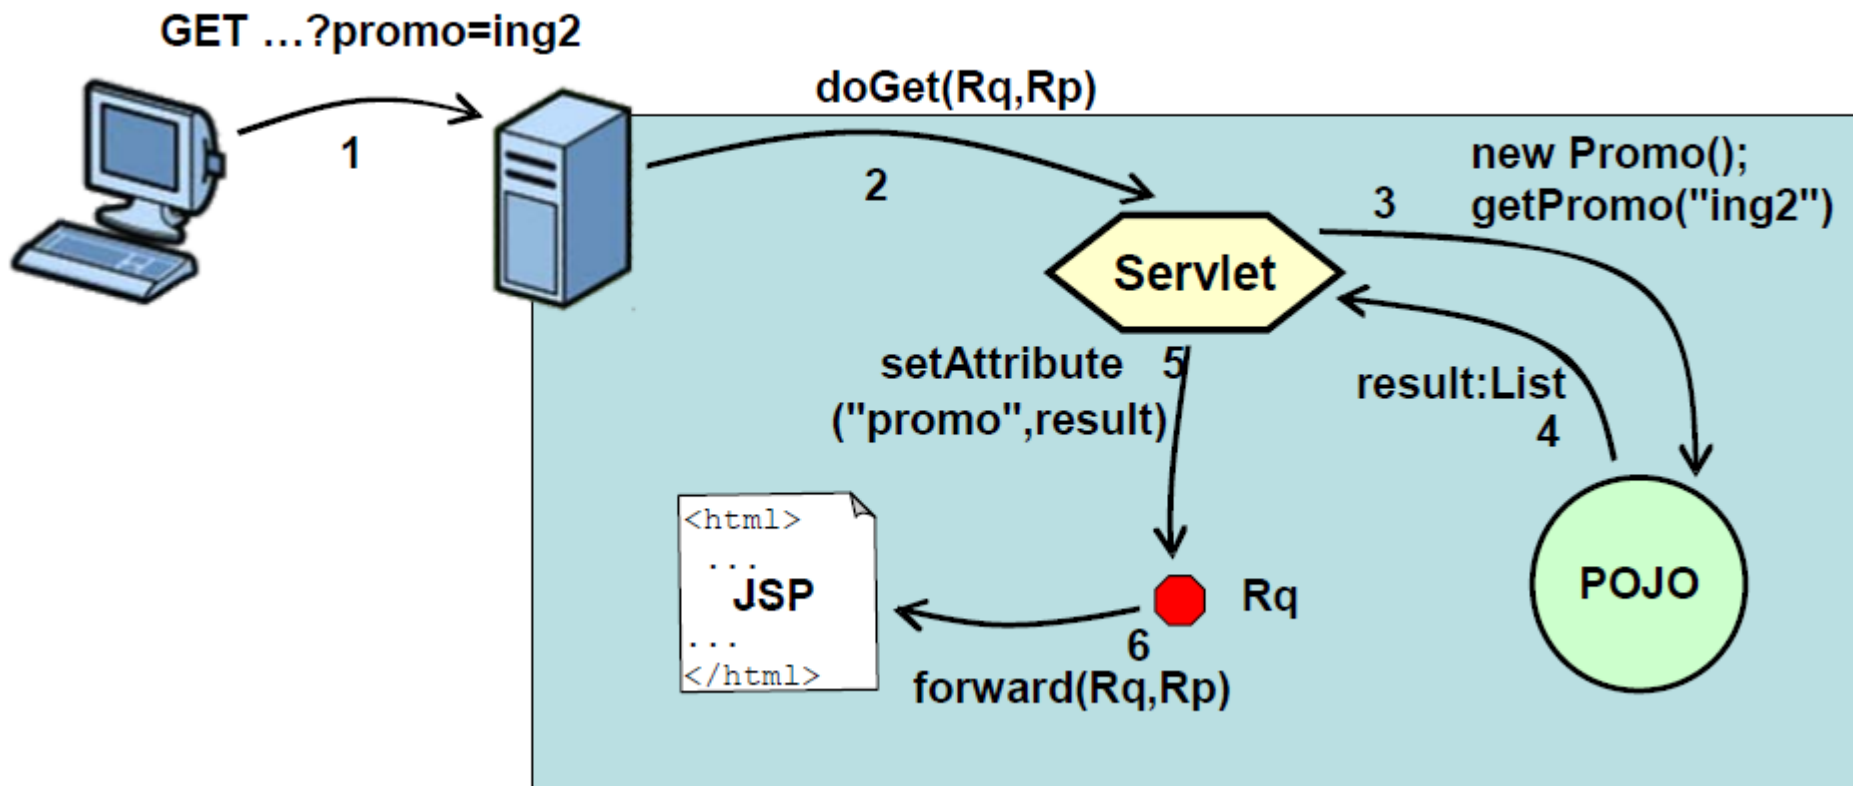 GET ...?promo=ing2
1
doGet(Rq,Rp)
2
new Promo();
3
getPromo("ing2")
Servlet
setAttribute
5
("promo",result)
result:List
4
<html>
...
JSP
...
</html>
Rq
POJO
6
forward(Rq,Rp)